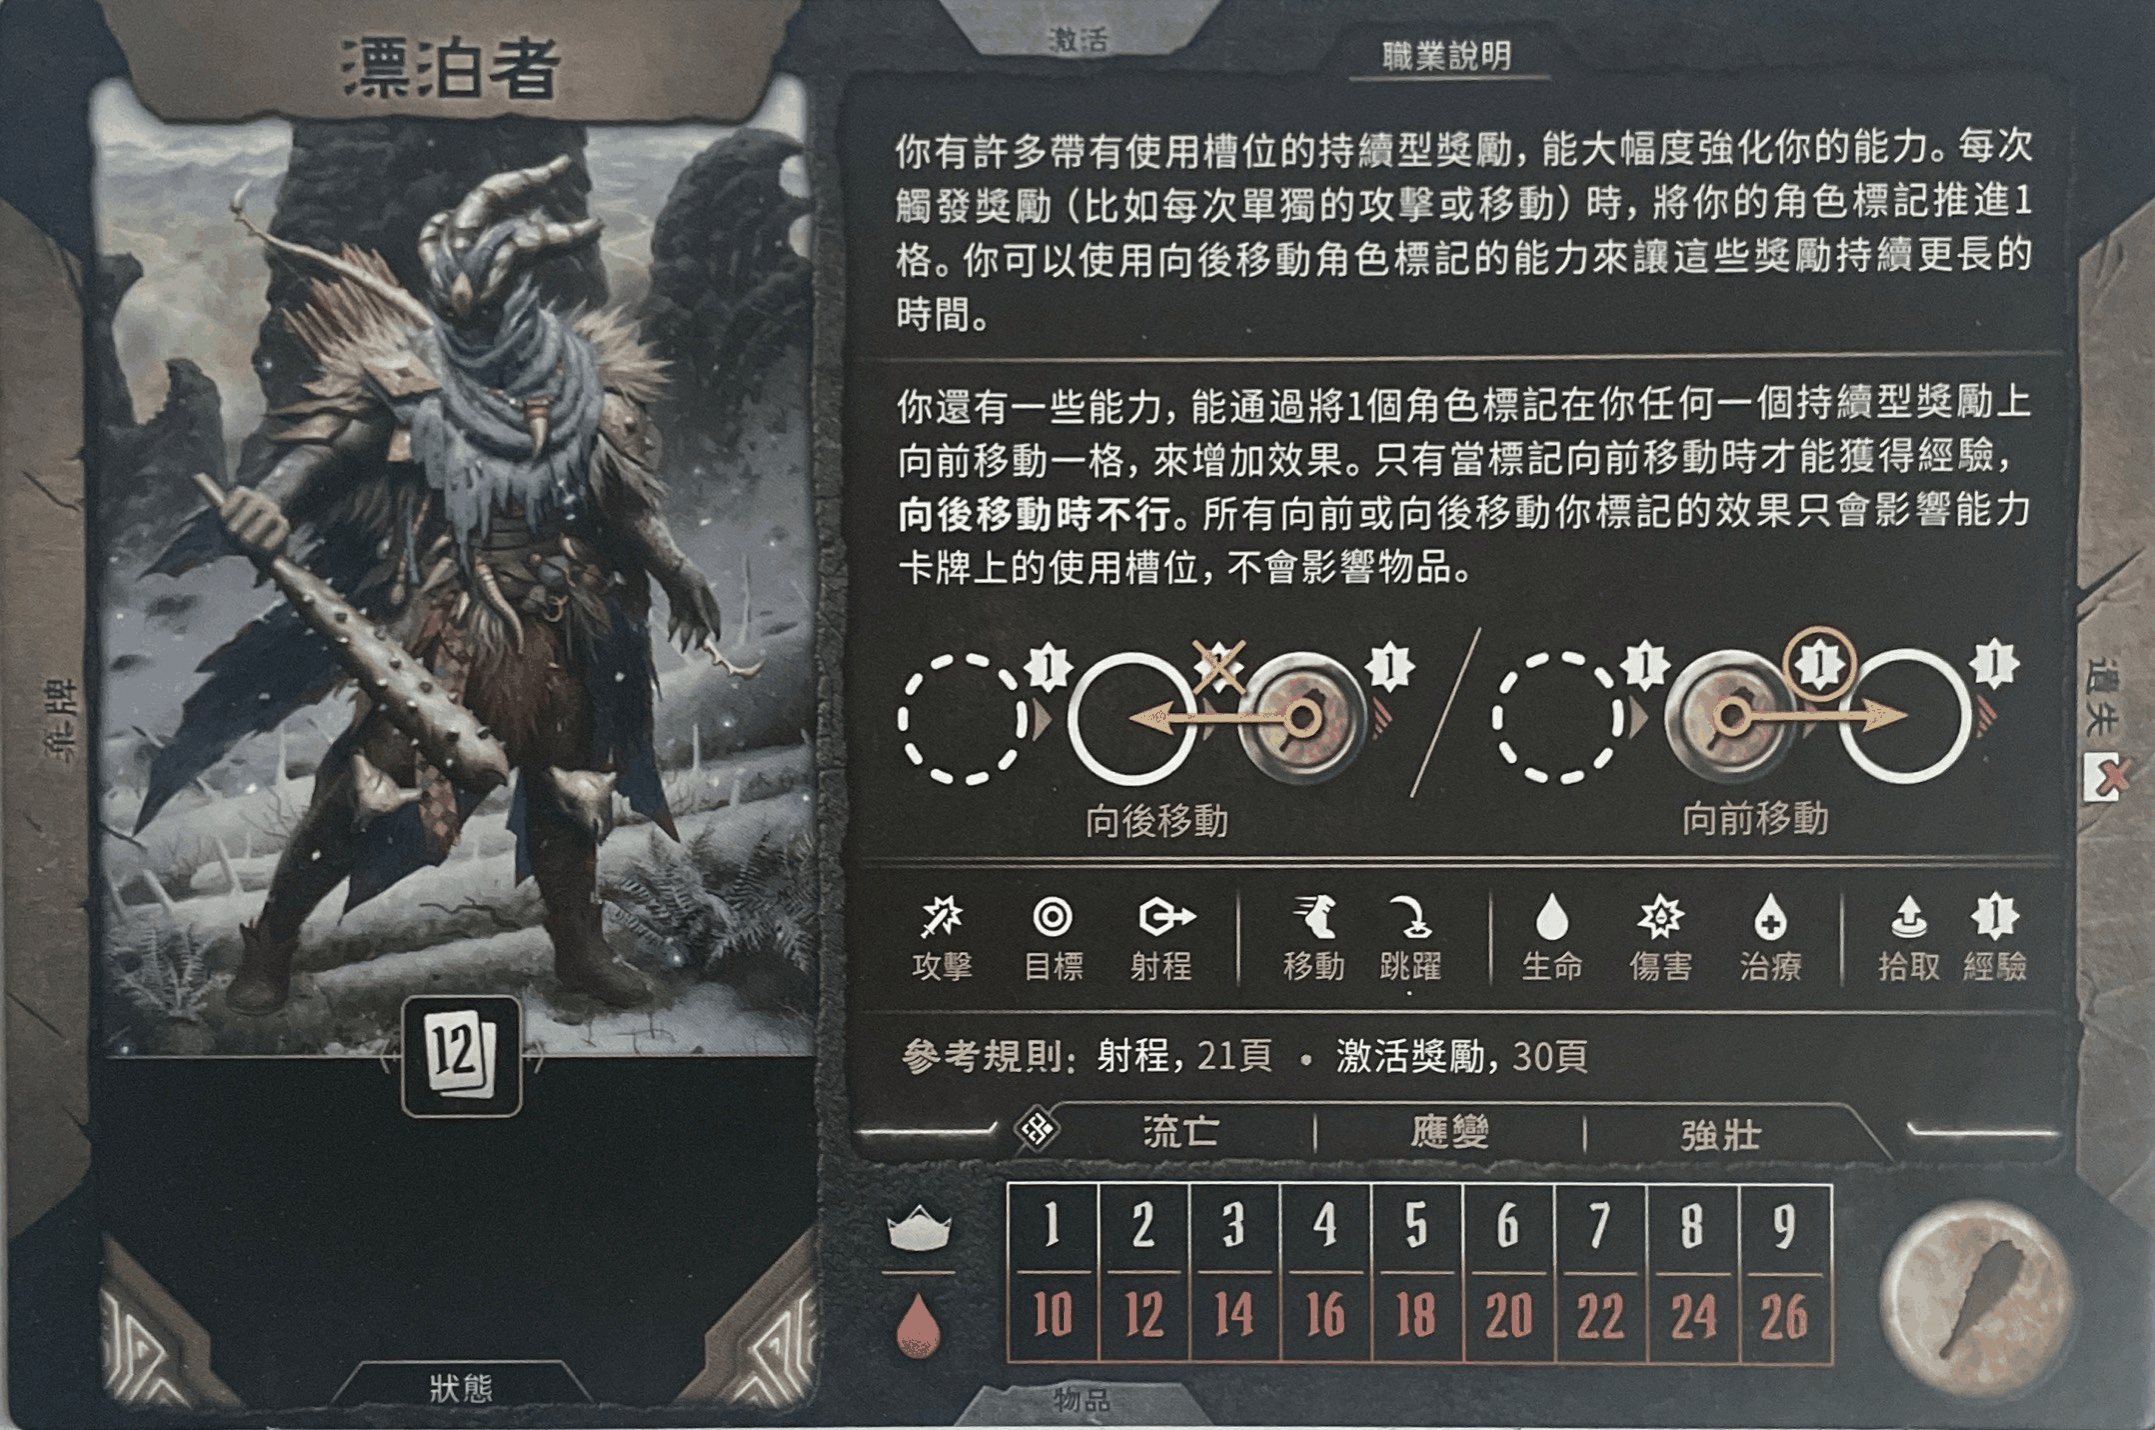 漂泊者
激活
職業說明
你有許多帶有使用槽位的持續型獎勵，能大幅度強化你的能力。每次
觸發獎勵（比如每次單獨的攻擊或移動）時，將你的角色標記推進1
格。你可以使用向後移動角色標記的能力來讓這些獎勵持續更長的
時間。
你還有一些能力，能通過將1個角色標記在你任何一個持續型獎勵上
向前移動一格，來增加效果。只有當標記向前移動時才能獲得經驗，
向後移動時不行。所有向前或向後移動你標記的效果只會影響能力
卡牌上的使用槽位，不會影響物品。
1 1 1 1 1
向後移動 向前移動
攻擊 目標 射程 移動 跳躍 生命 傷害 治療 拾取 經驗
1
參考規則：射程，21頁 • 激活獎勵，30頁
流亡 | 應變 | 強壯
1 2 3 4 5 6 7 8 9
10 12 14 16 18 20 22 24 26
12
狀態
物品
棄牌
遺失